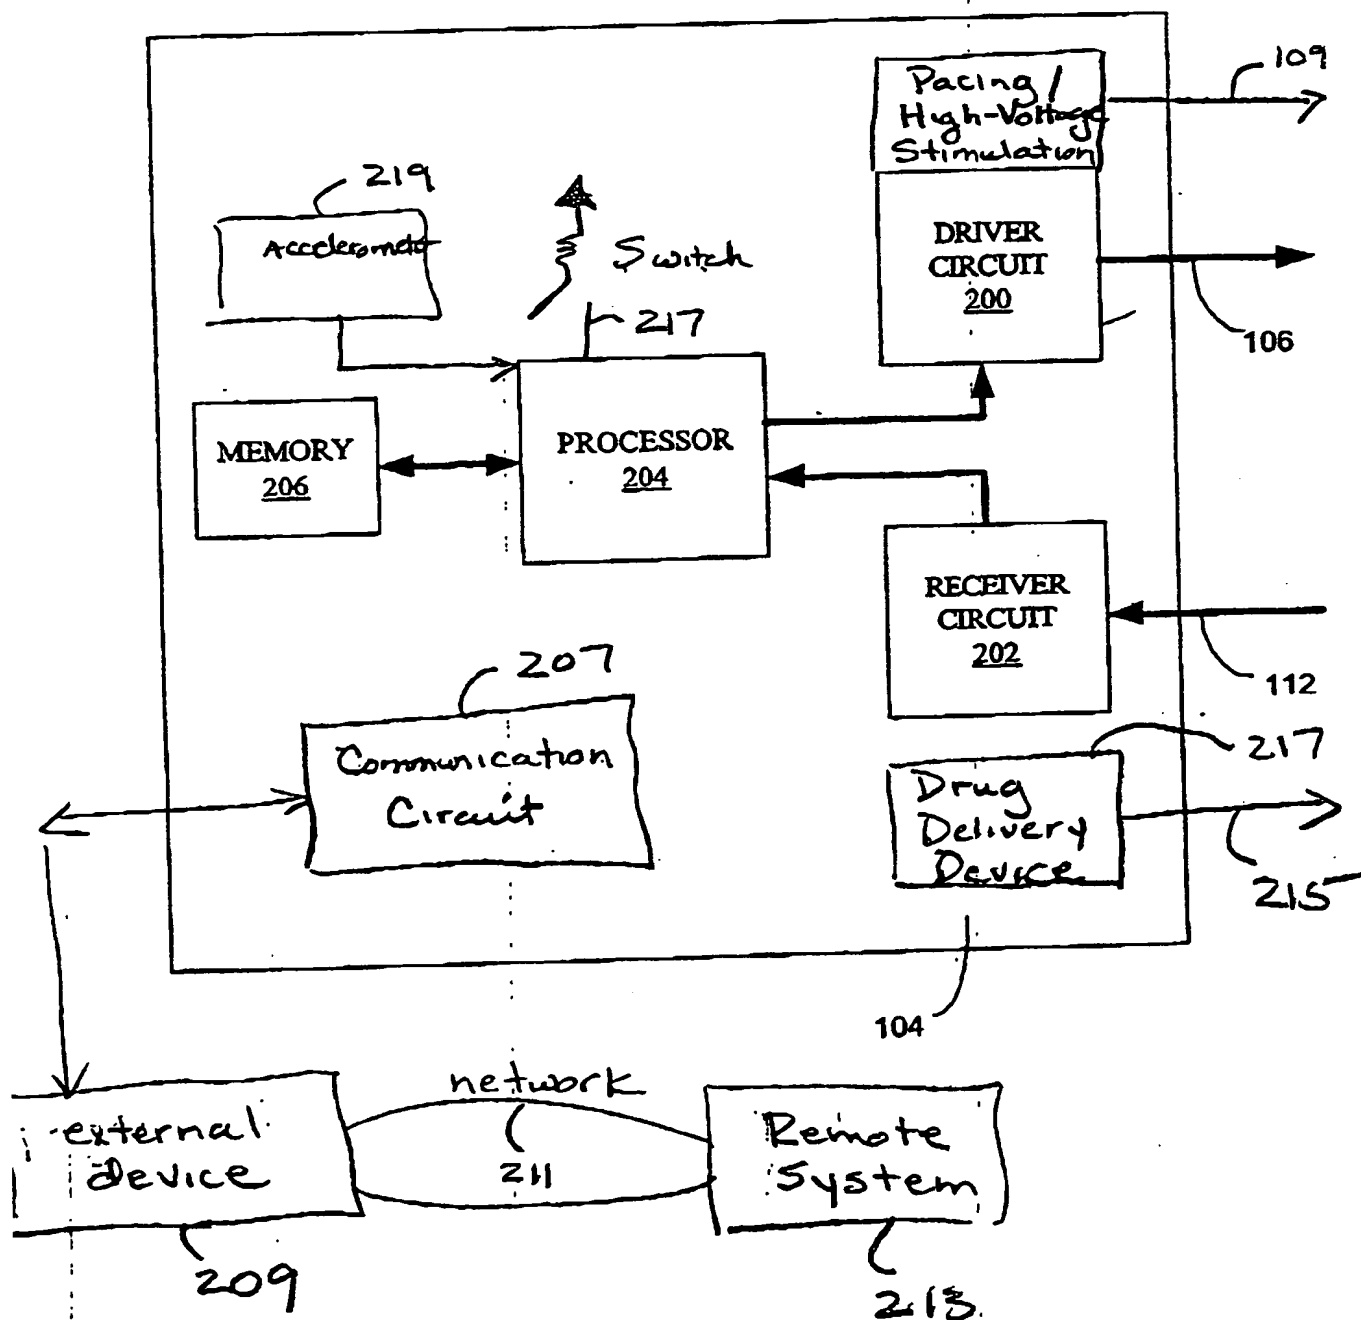 Pacing /
High-Voltage
Stimulation
109
219
Accelerometer
Switch
217
DRIVER
CIRCUIT
200
106
MEMORY
206
PROCESSOR
204
RECEIVER
CIRCUIT
202
112
207
Communication
Circuit
217
Drug
Delivery
Device
215
104
external
device
209
network
211
Remote
System
213